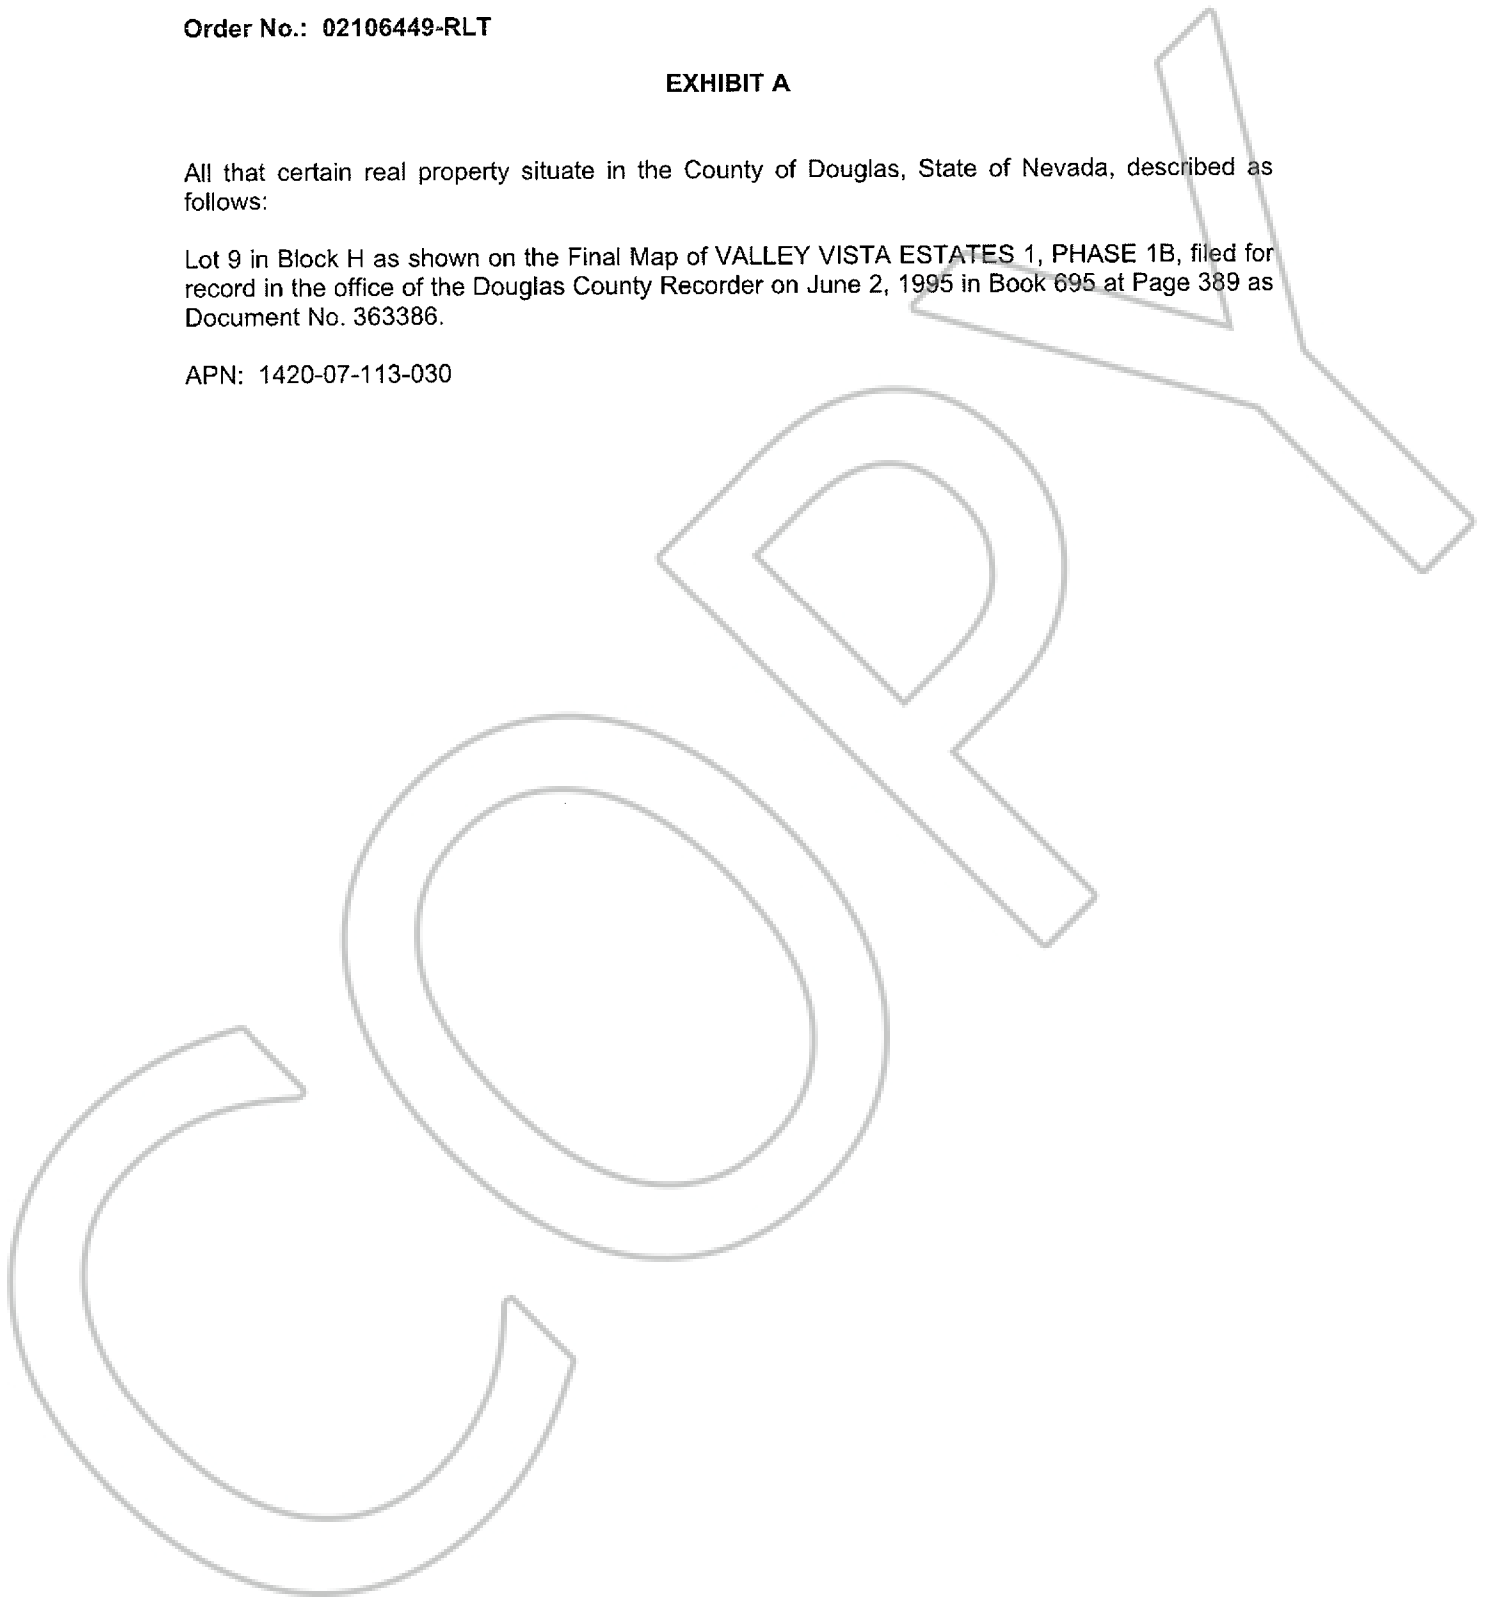 Order No.: 02106449-RLT
EXHIBIT A
All that certain real property situate in the County of Douglas, State of Nevada, described as
follows:
Lot 9 in Block H as shown on the Final Map of VALLEY VISTA ESTATES 1, PHASE 1B, filed for
record in the office of the Douglas County Recorder on June 2, 1995 in Book 695 at Page 389 as
Document No. 363386.
APN: 1420-07-113-030
COPY